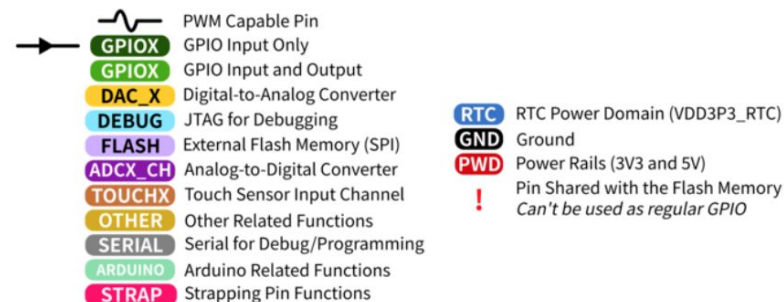 PWM Capable Pin
GPIOX GPIO Input Only
GPIOX GPIO Input and Output
DAC_X Digital-to-Analog Converter
DEBUG JTAG for Debugging
FLASH External Flash Memory (SPI)
ADCX_CH Analog-to-Digital Converter
TOUCHX Touch Sensor Input Channel
OTHER Other Related Functions
SERIAL Serial for Debug/Programming
ARDUINO Arduino Related Functions
STRAP Strapping Pin Functions
RTC RTC Power Domain (VDD3P3_RTC)
GND Ground
PWD Power Rails (3V3 and 5V)
! Pin Shared with the Flash Memory
Can't be used as regular GPIO